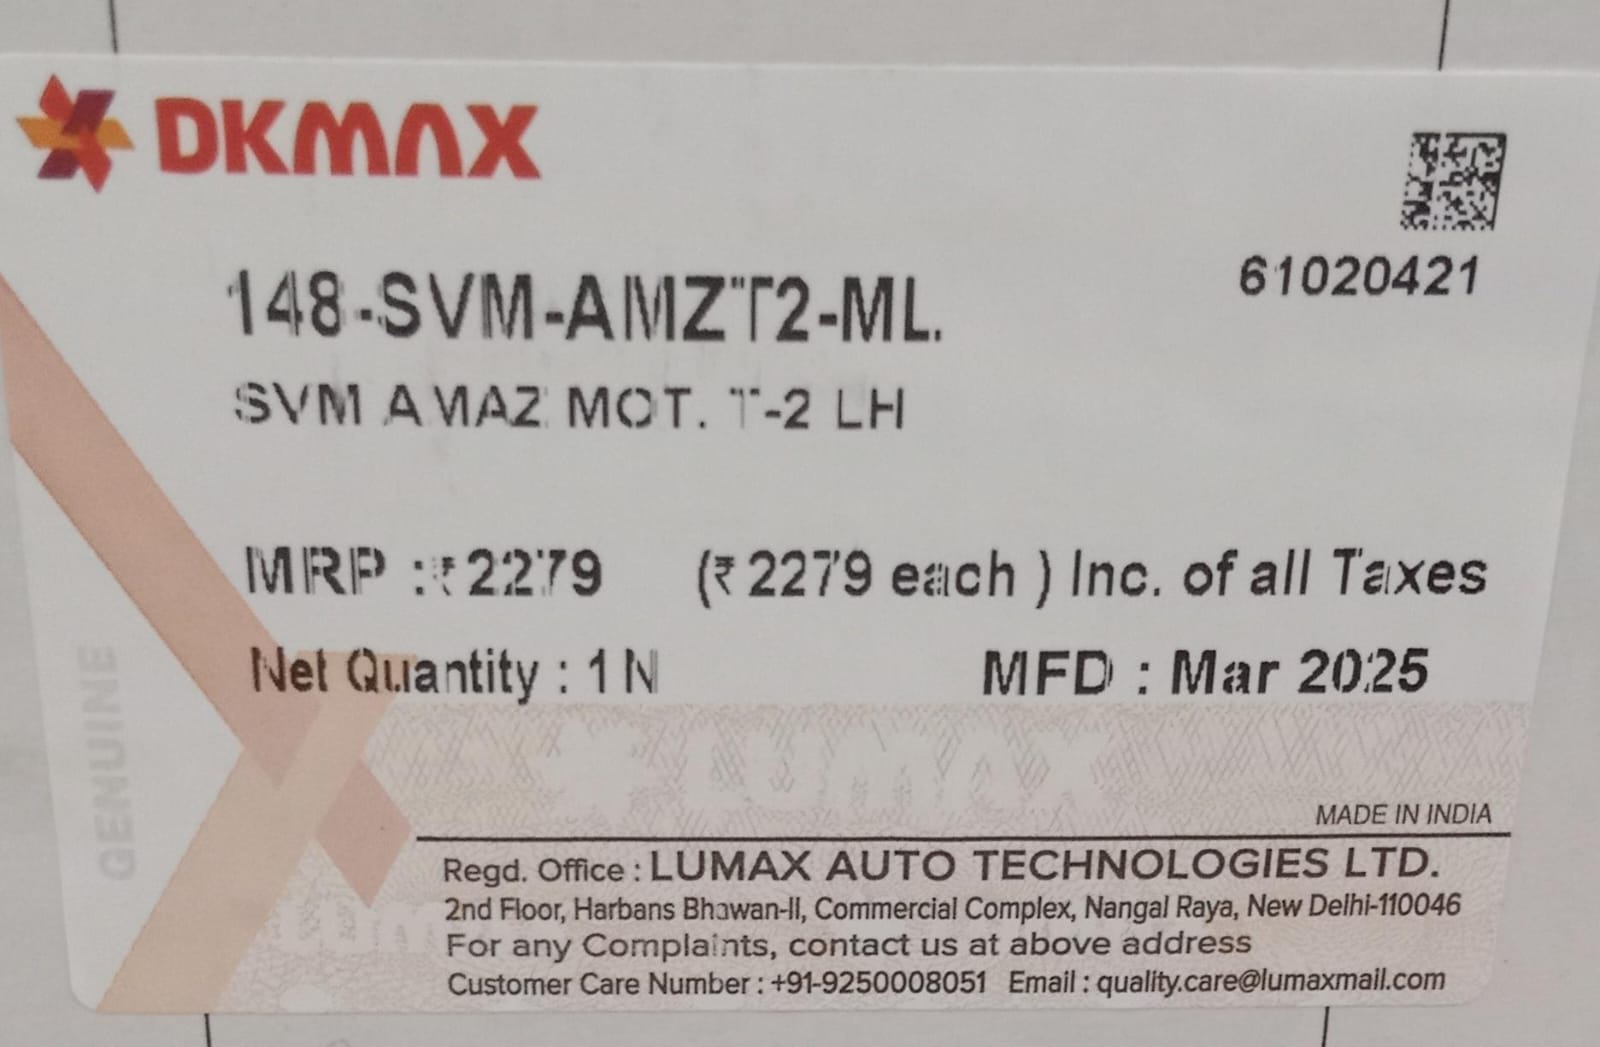 DKMAX
61020421
148-SVM-AMZT2-ML.
SVM AMAZ MOT. T-2 LH
MRP :₹2279 (₹2279 each ) Inc. of all Taxes
Net Quantity : 1 N MFD : Mar 2025
GENUINE
LUMAX
MADE IN INDIA
Regd. Office : LUMAX AUTO TECHNOLOGIES LTD.
2nd Floor, Harbans Bhawan-II, Commercial Complex, Nangal Raya, New Delhi-110046
For any Complaints, contact us at above address
Customer Care Number : +91-9250008051 Email : quality.care@lumaxmail.com